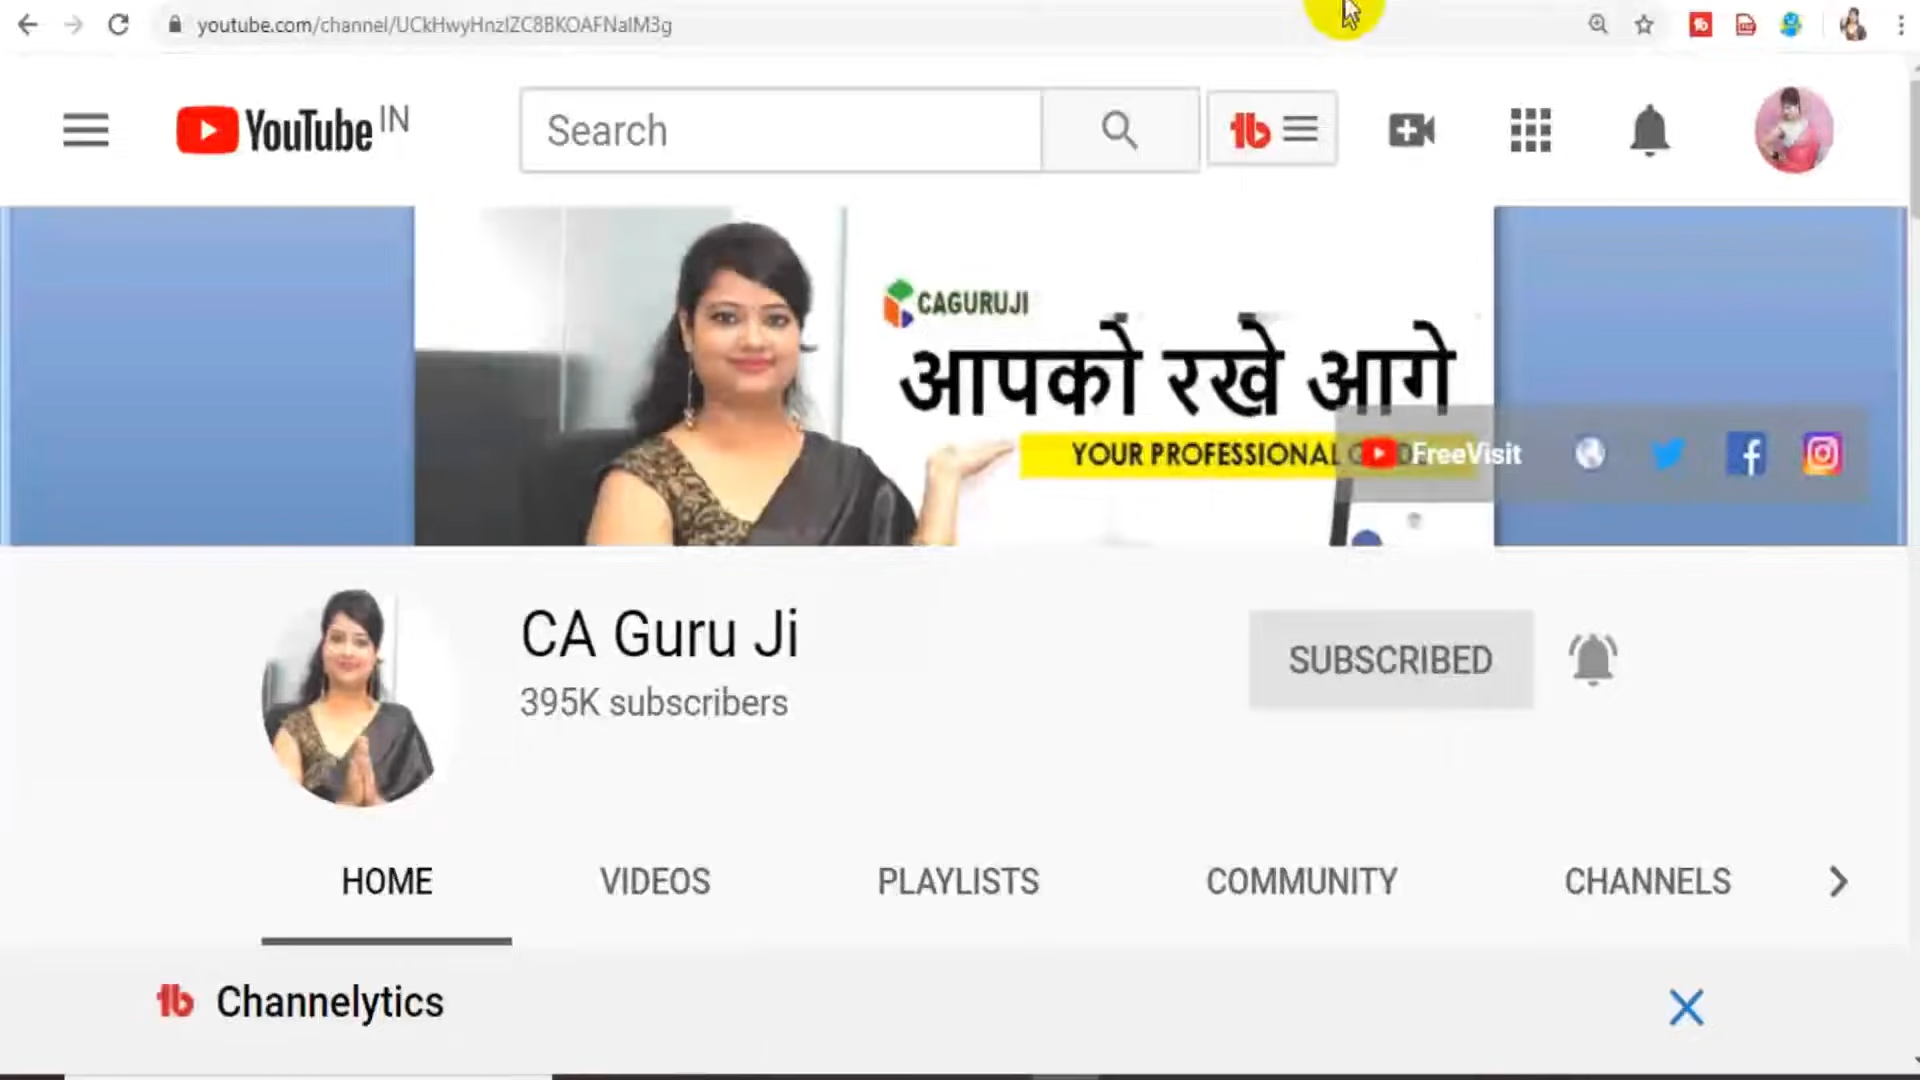 youtube.com/channel/UCkHwyHnzIZC8BKOAFNaIM3g
YouTube IN
Search
CAGURUJI
आपको रखे आगे
YOUR PROFESSIONAL
FreeVisit
CA Guru Ji
395K subscribers
SUBSCRIBED
HOME
VIDEOS
PLAYLISTS
COMMUNITY
CHANNELS
Channelytics